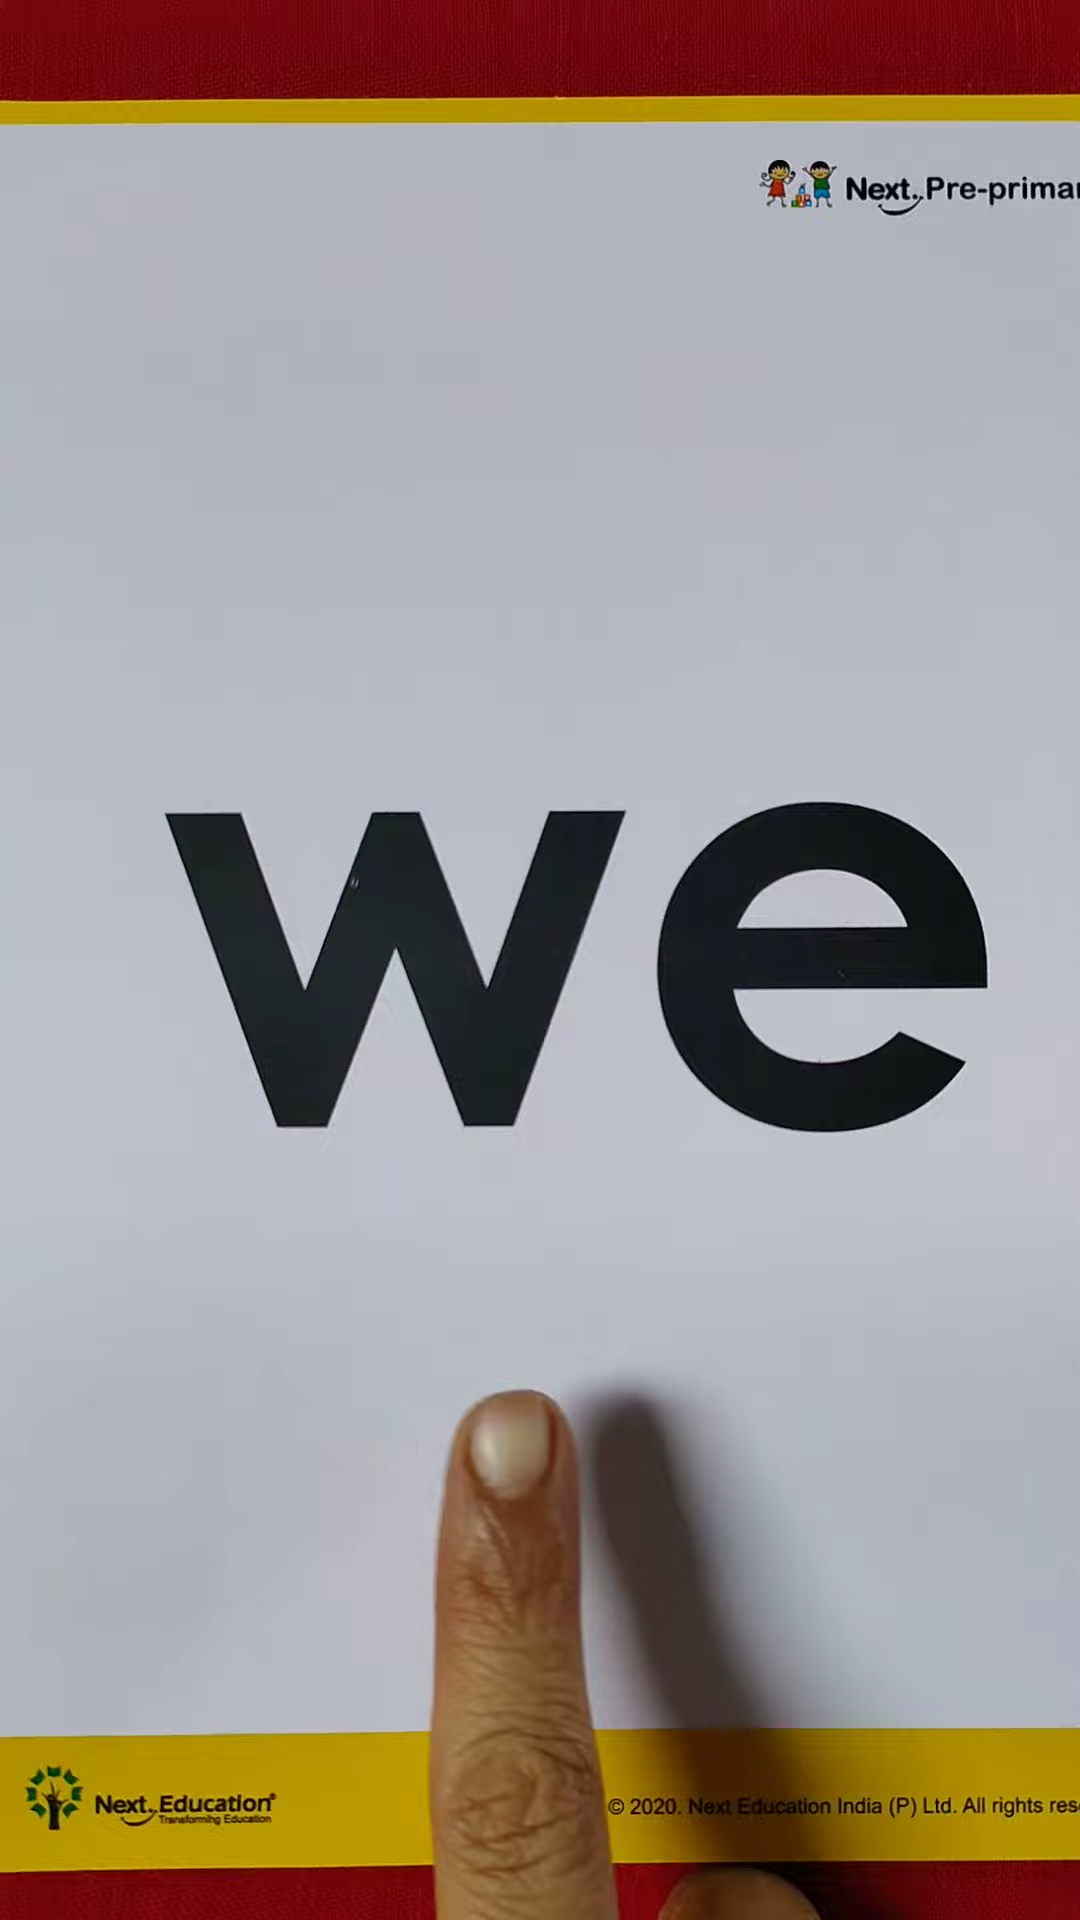 Next.Pre-primar
we
Next.Education®
Transforming Education
© 2020. Next Education India (P) Ltd. All rights res